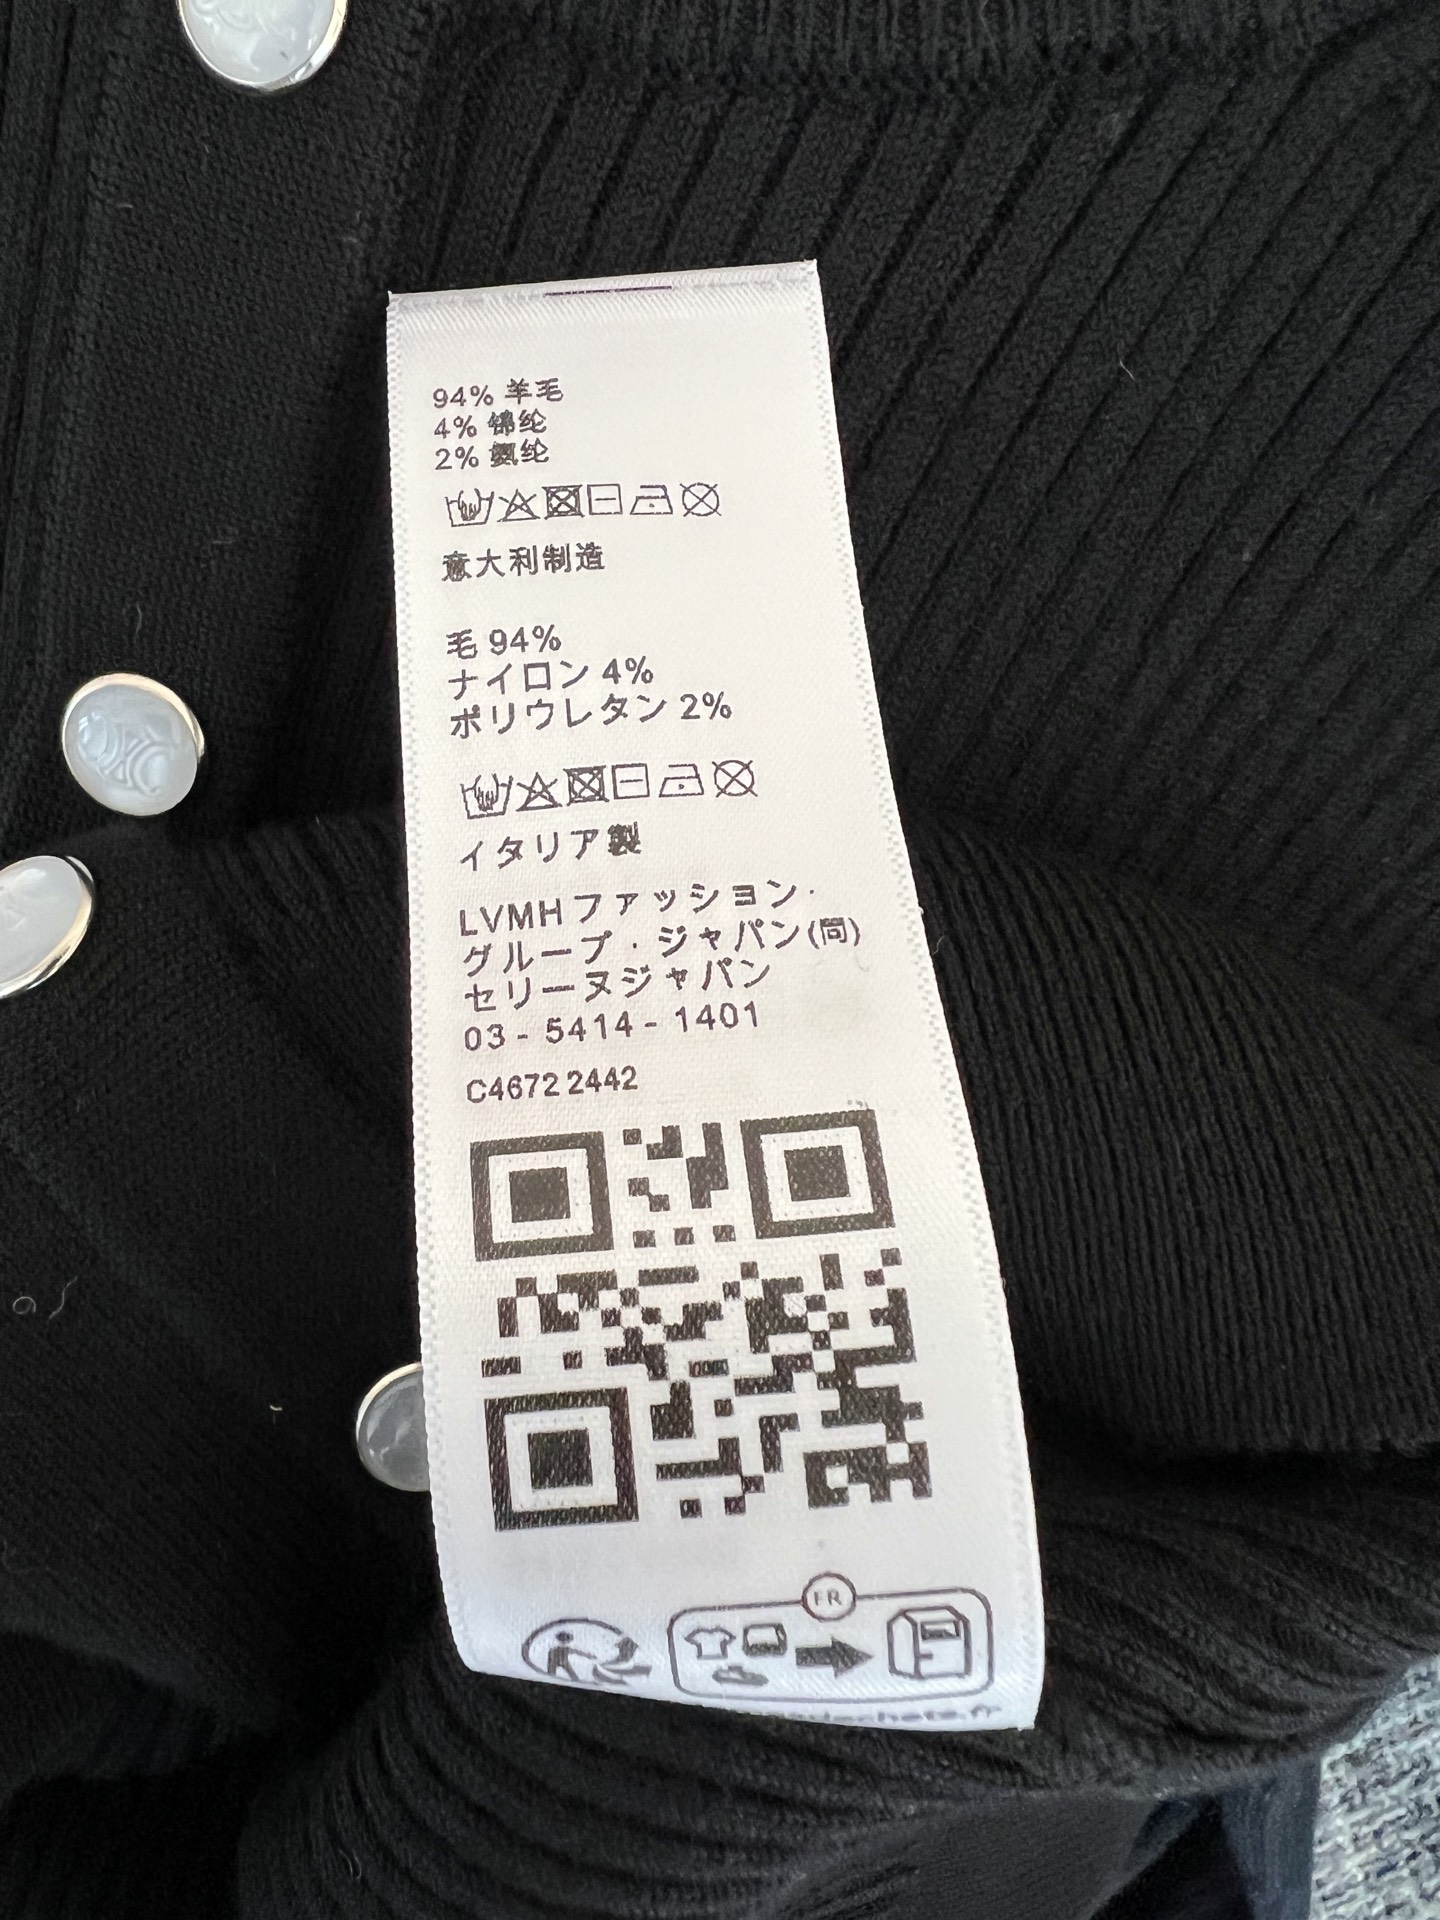 94% 羊毛
4% 锦纶
2% 氨纶
意大利制造
毛 94%
ナイロン 4%
ポリウレタン 2%
イタリア製
LVMHファッション·
グループ・ジャパン(同)
セリーヌジャパン
03 - 5414 - 1401
C4672 2442
FR